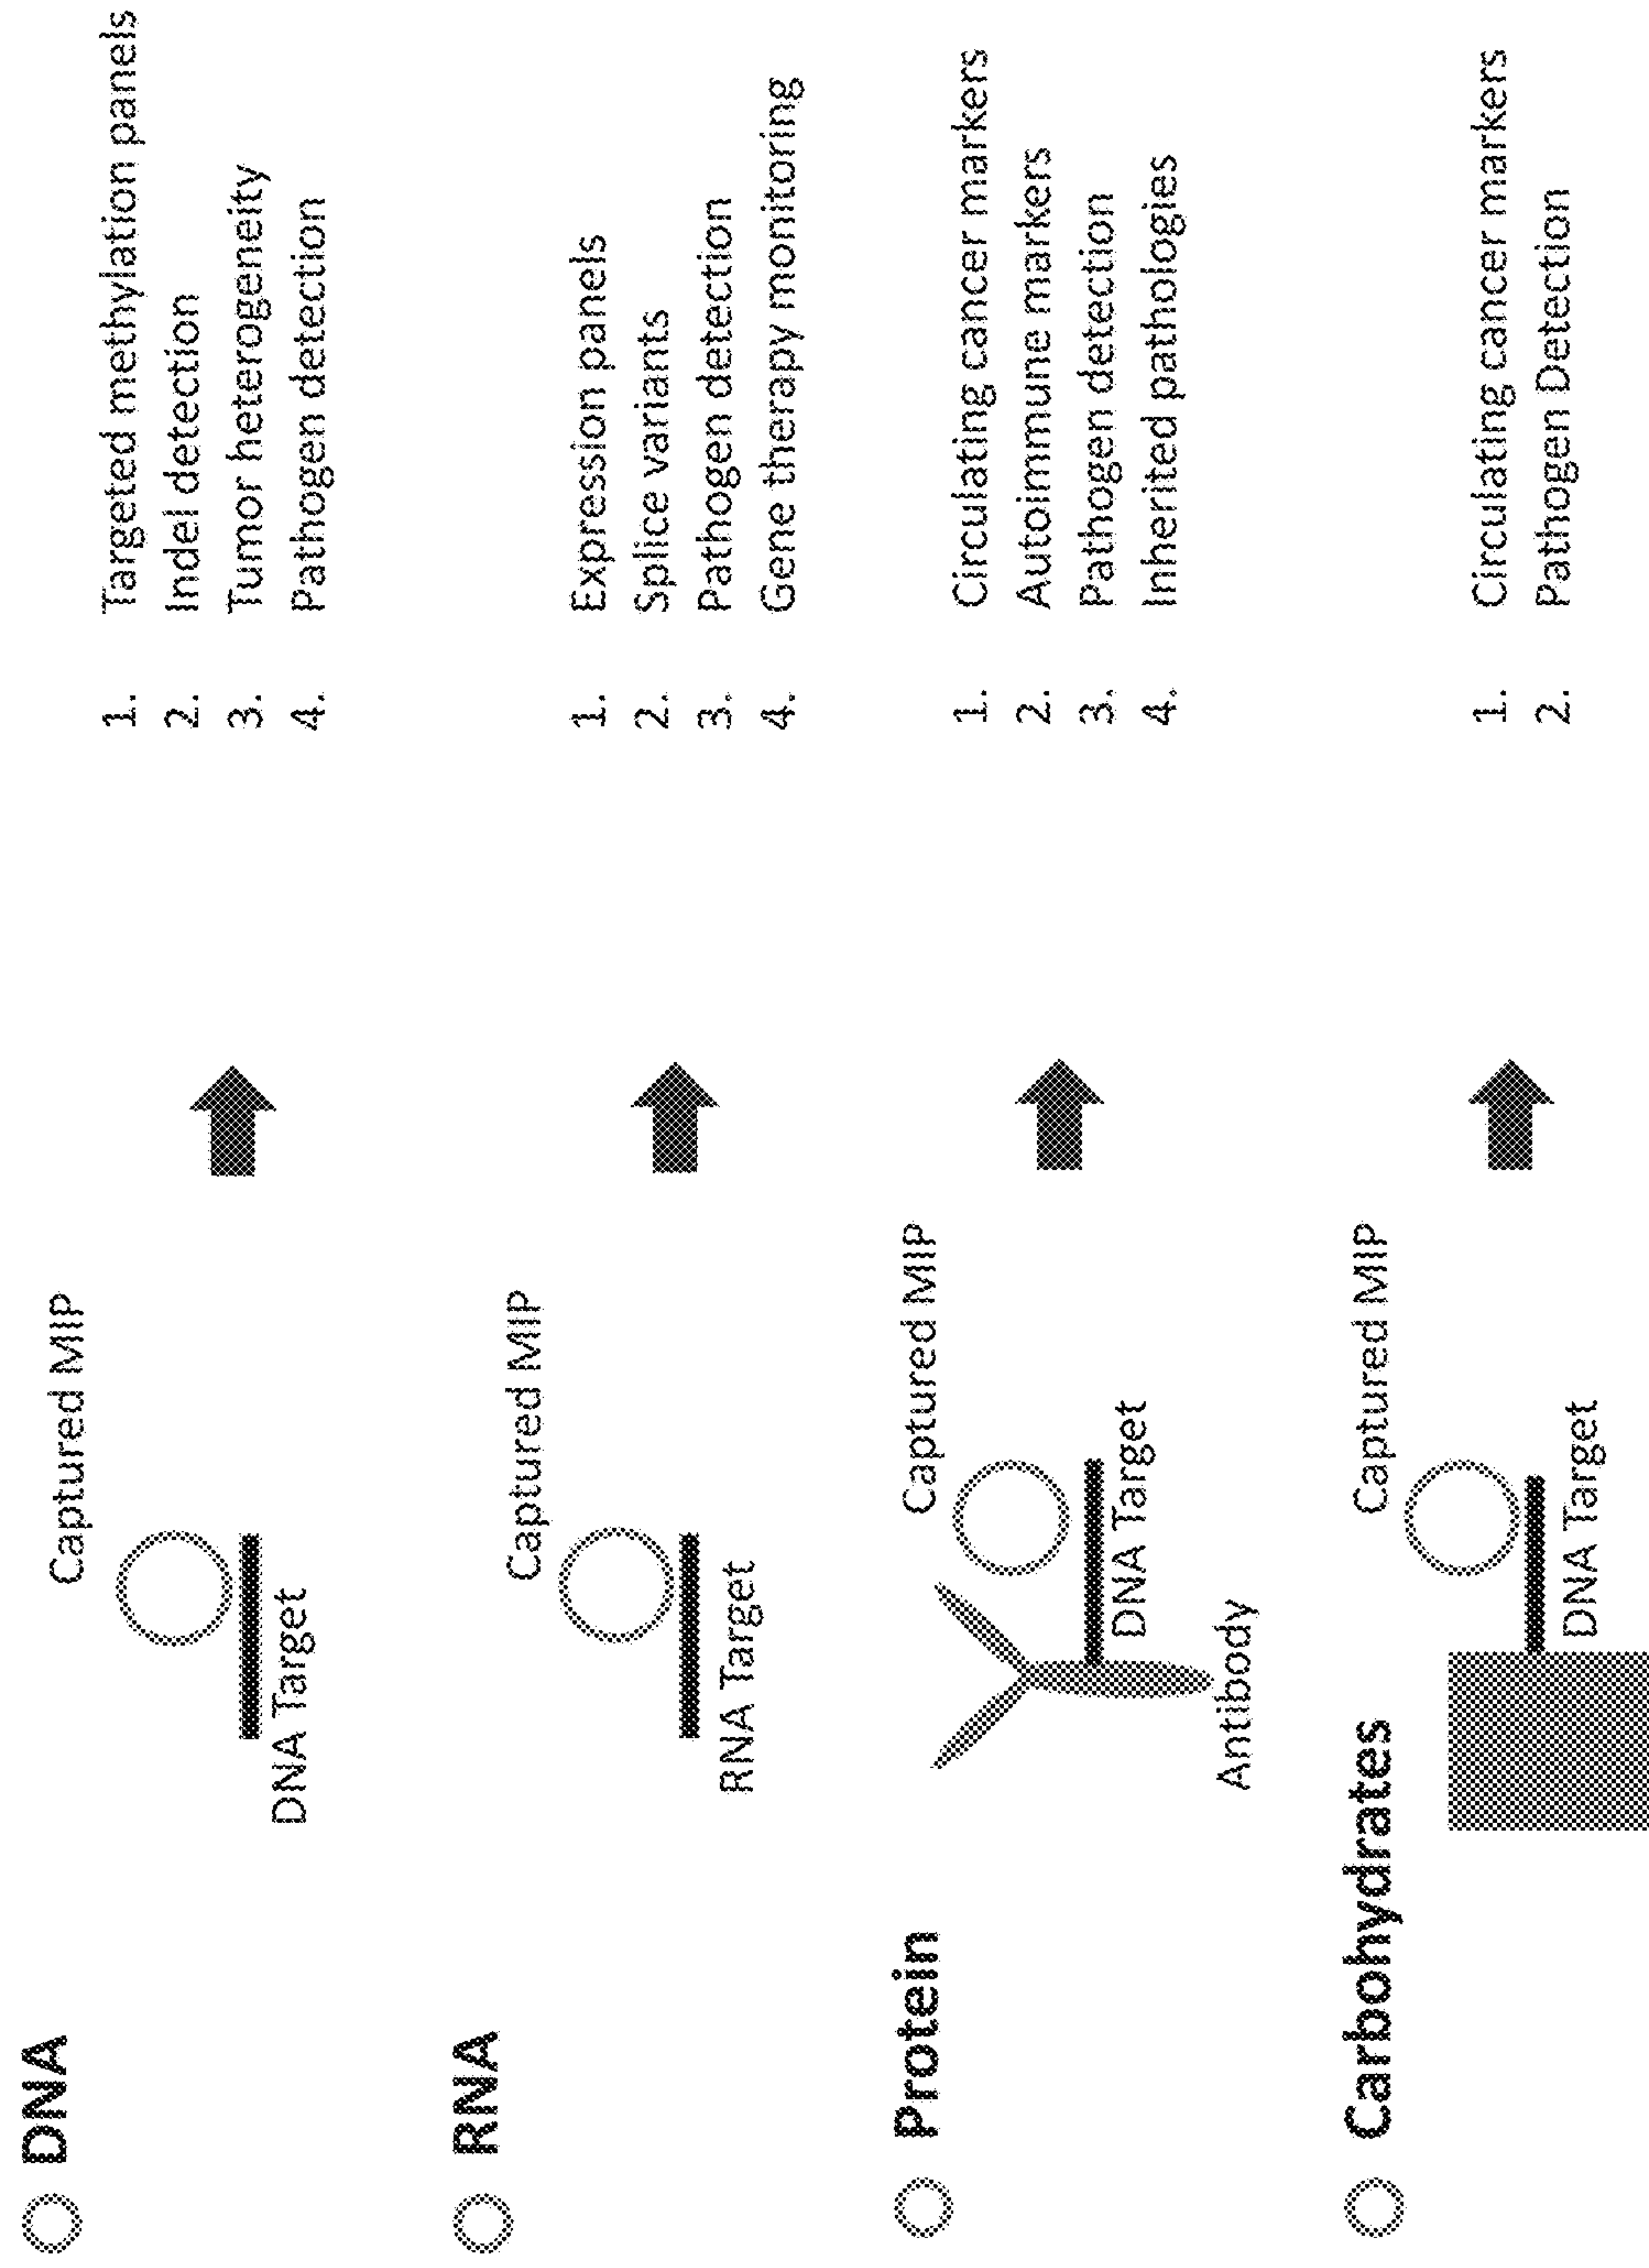 DNA
Captured MIP
DNA Target
1. Targeted methylation panels
2. Indel detection
3. Tumor heterogeneity
4. Pathogen detection
RNA
Captured MIP
RNA Target
1. Expression panels
2. Splice variants
3. Pathogen detection
4. Gene therapy monitoring
Protein
Captured MIP
DNA Target
Antibody
1. Circulating cancer markers
2. Autoimmune markers
3. Pathogen detection
4. Inherited pathologies
Carbohydrates
Captured MIP
DNA Target
1. Circulating cancer markers
2. Pathogen Detection